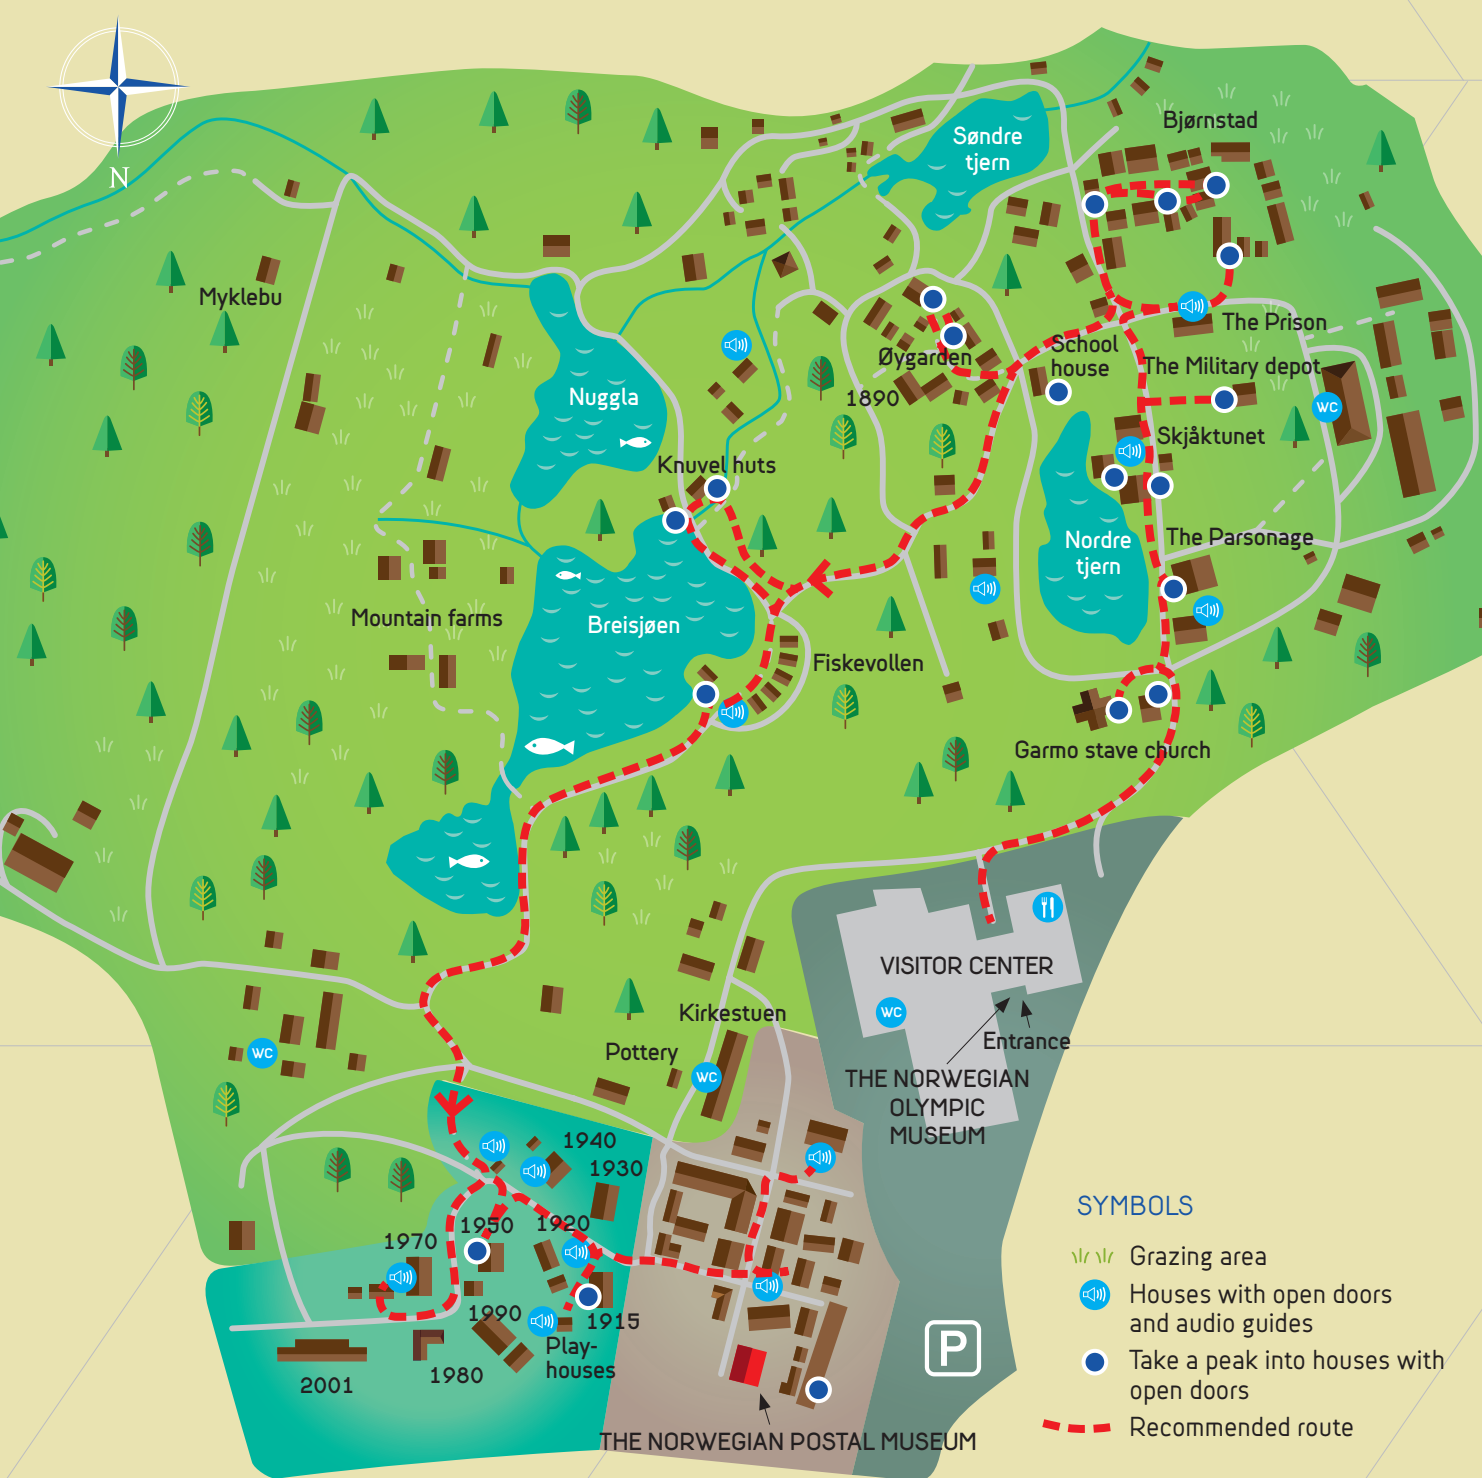 N
Søndre
tjern
Bjørnstad
Myklebu
The Prison
School
house
The Military depot
Øygarden
1890
Nuggla
WC
Skjåktunet
Knuvel huts
The Parsonage
Nordre
tjern
Mountain farms
Breisjøen
Fiskevollen
Garmo stave church
VISITOR CENTER
WC
Kirkestuen
Entrance
Pottery
WC
WC
THE NORWEGIAN
OLYMPIC
MUSEUM
1940
1930
1950
1920
1970
1990
1915
Play-
houses
1980
2001
P
THE NORWEGIAN POSTAL MUSEUM
SYMBOLS
Grazing area
Houses with open doors
and audio guides
Take a peak into houses with
open doors
Recommended route